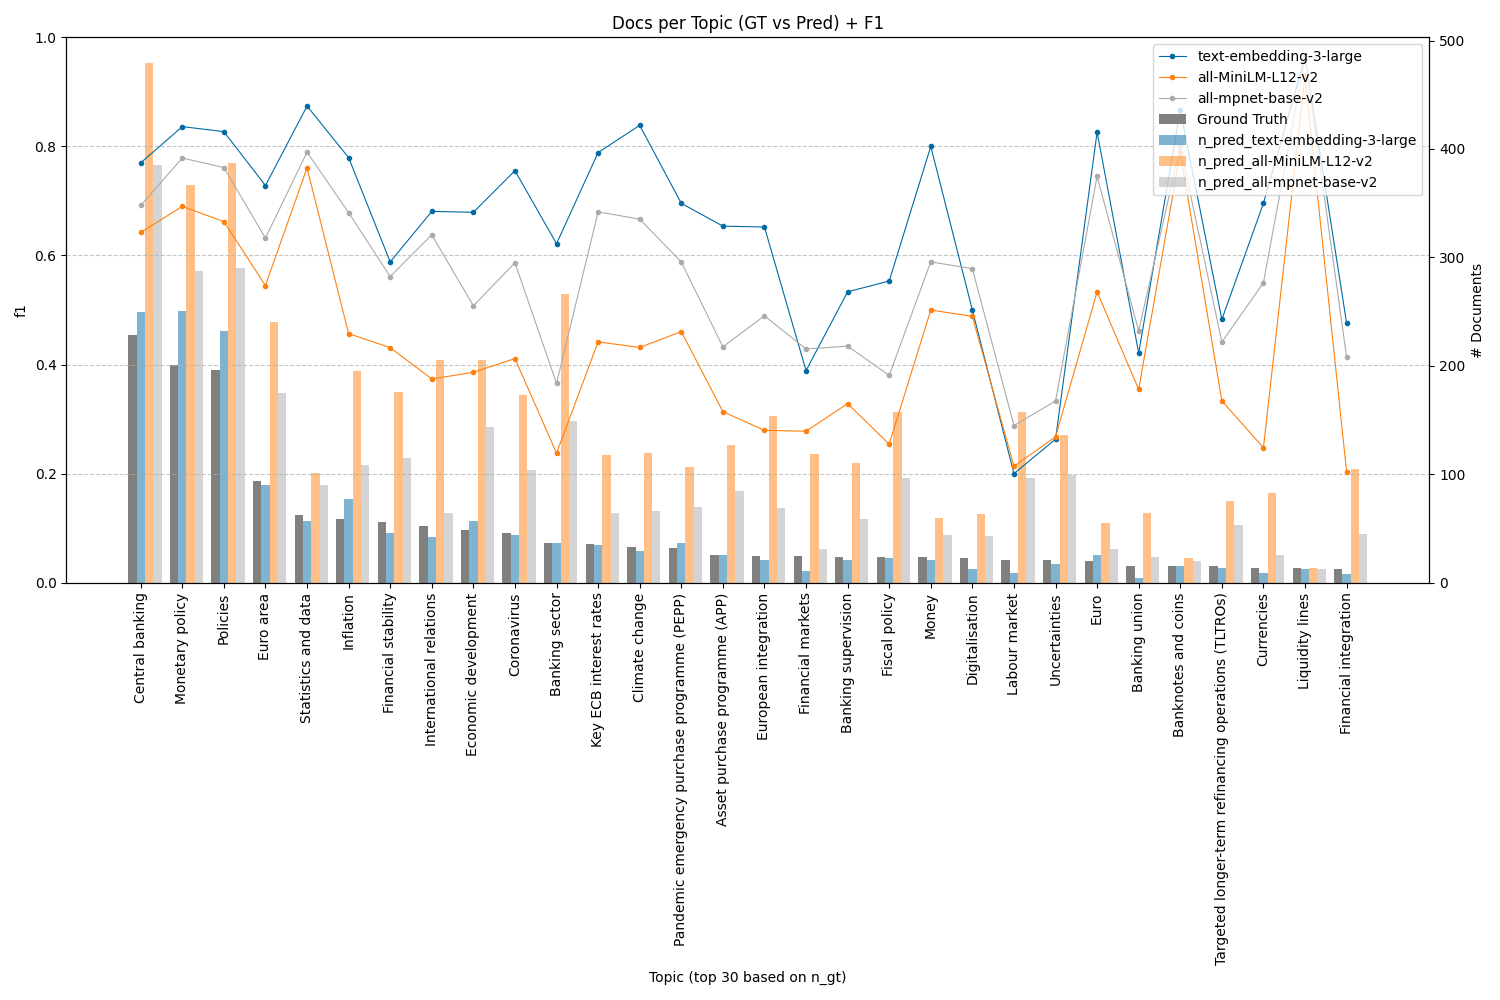 Docs per Topic (GT vs Pred) + F1
1.0
0.8
0.6
0.4
0.2
0.0
f1
500
400
300
200
100
0
# Documents
text-embedding-3-large
all-MiniLM-L12-v2
all-mpnet-base-v2
Ground Truth
n_pred_text-embedding-3-large
n_pred_all-MiniLM-L12-v2
n_pred_all-mpnet-base-v2
Central banking
Monetary policy
Policies
Euro area
Statistics and data
Inflation
Financial stability
International relations
Economic development
Coronavirus
Banking sector
Key ECB interest rates
Climate change
Pandemic emergency purchase programme (PEPP)
Asset purchase programme (APP)
European integration
Financial markets
Banking supervision
Fiscal policy
Money
Digitalisation
Labour market
Uncertainties
Euro
Banking union
Banknotes and coins
Targeted longer-term refinancing operations (TLTROs)
Currencies
Liquidity lines
Financial integration
Topic (top 30 based on n_gt)